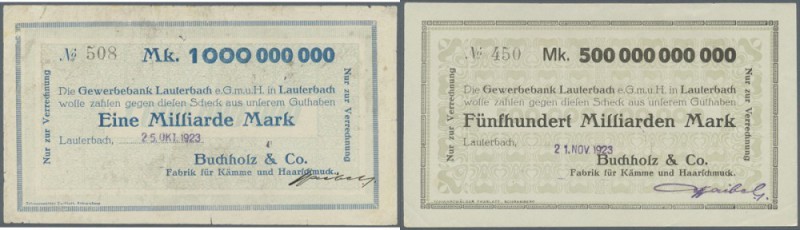 № 508 Mk. 1000 000 000
Nur zur Verrechnung
Die Gewerbebank Lauterbach e.G.m.u.H. in Lauterbach
wolle zahlen gegen diesen Scheck aus unserem Guthaben
Eine Milliarde Mark
Lauterbach, 25. OKT. 1923
Buchholz & Co.
Fabrik für Kämme und Haarschmuck.
Nur zur Verrechnung
№ 450 Mk. 500 000 000 000
Nur zur Verrechnung
Die Gewerbebank Lauterbach e.G.m.u.H. in Lauterbach
wolle zahlen gegen diesen Scheck aus unserem Guthaben
Fünfhundert Milliarden Mark
Lauterbach, 21. NOV. 1923
Buchholz & Co.
Fabrik für Kämme und Haarschmuck.
Nur zur Verrechnung